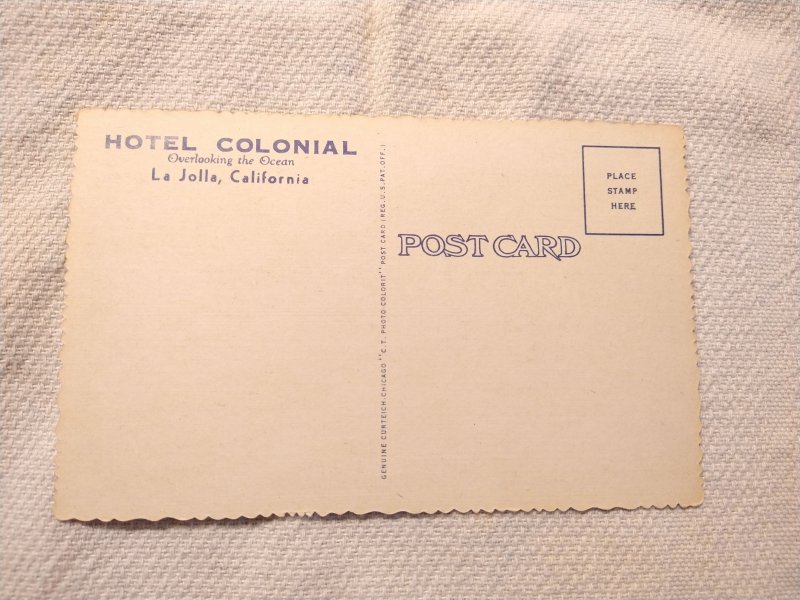 HOTEL COLONIAL
Overlooking the Ocean
La Jolla, California
GENUINE CURTEICH-CHICAGO "C.T. PHOTO-COLORIT" POST CARD (REG. U.S. PAT. OFF.)
POST CARD
PLACE
STAMP
HERE